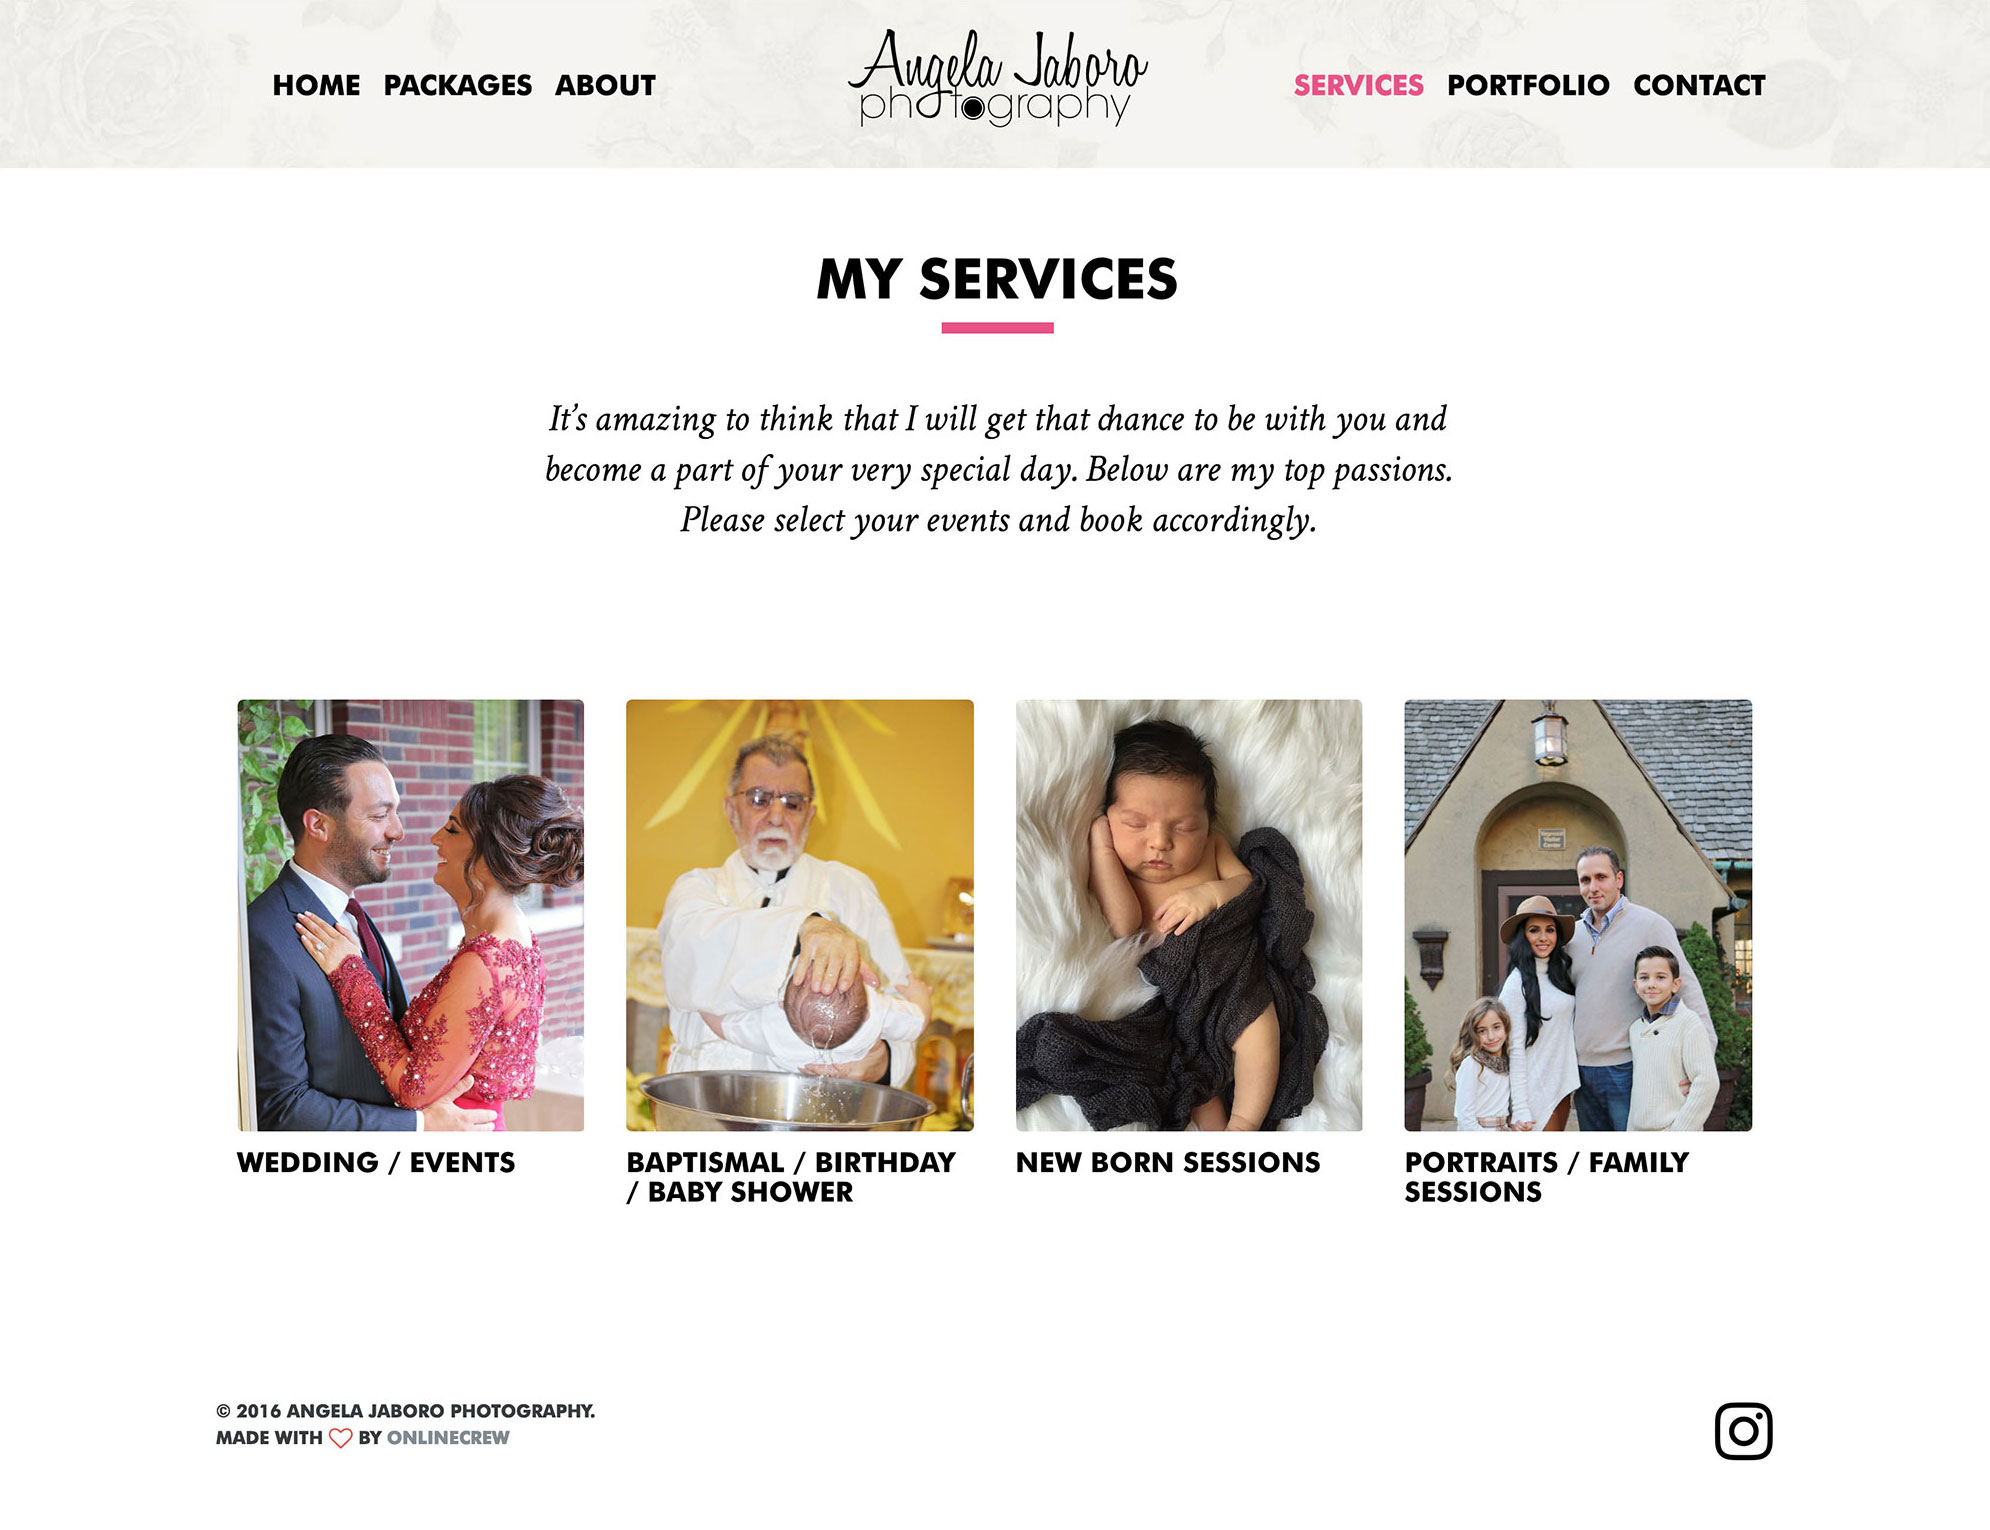 HOME PACKAGES ABOUT
Angela Jaboro
photography
SERVICES PORTFOLIO CONTACT
MY SERVICES
It’s amazing to think that I will get that chance to be with you and
become a part of your very special day. Below are my top passions.
Please select your events and book accordingly.
Visitor
Center
WEDDING / EVENTS
BAPTISMAL / BIRTHDAY
/ BABY SHOWER
NEW BORN SESSIONS
PORTRAITS / FAMILY
SESSIONS
© 2016 ANGELA JABORO PHOTOGRAPHY.
MADE WITH BY ONLINECREW